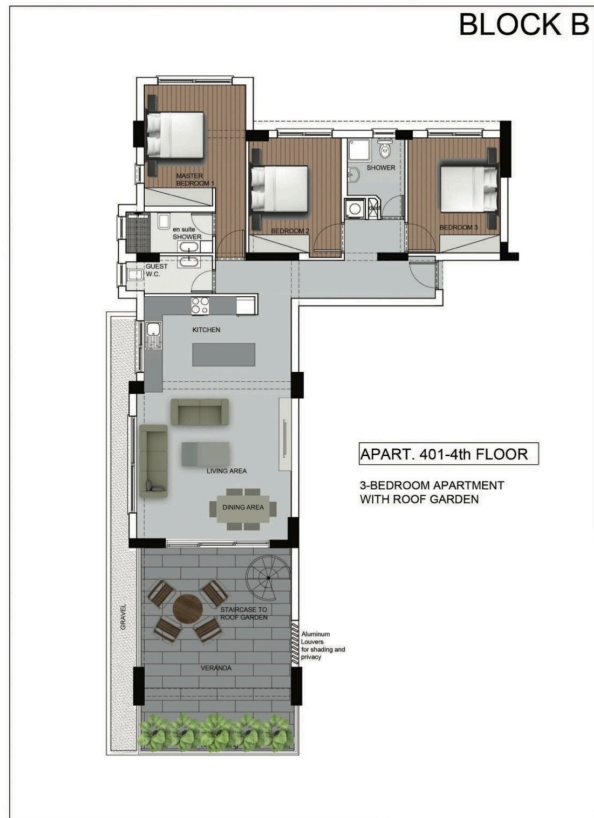 BLOCK B
MASTER
BEDROOM 1
SHOWER
BEDROOM 2
BEDROOM 3
en suite
SHOWER
GUEST
W.C.
KITCHEN
APART. 401-4th FLOOR
3-BEDROOM APARTMENT
WITH ROOF GARDEN
LIVING AREA
DINING AREA
STAIRCASE TO
ROOF GARDEN
GRAVEL
Aluminum
Louvers
for shading and
privacy
VERANDA